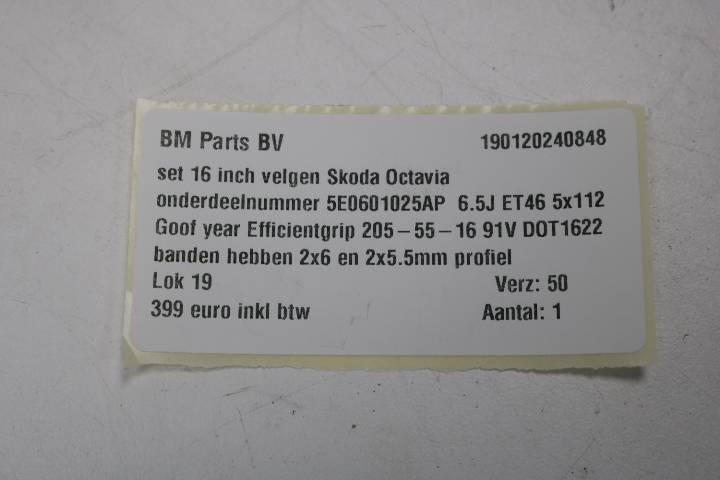 BM Parts BV 190120240848
set 16 inch velgen Skoda Octavia
onderdeelnummer 5E0601025AP 6.5J ET46 5x112
Goof year Efficientgrip 205-55-16 91V DOT1622
banden hebben 2x6 en 2x5.5mm profiel
Lok 19 Verz: 50
399 euro inkl btw Aantal: 1